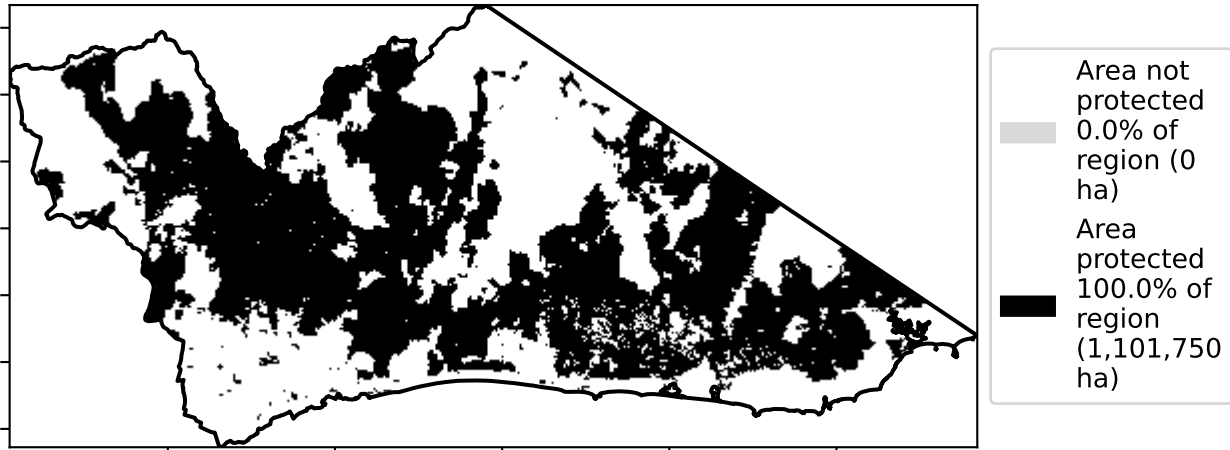 Area not
protected
0.0% of
region (0
ha)
Area
protected
100.0% of
region
(1,101,750
ha)